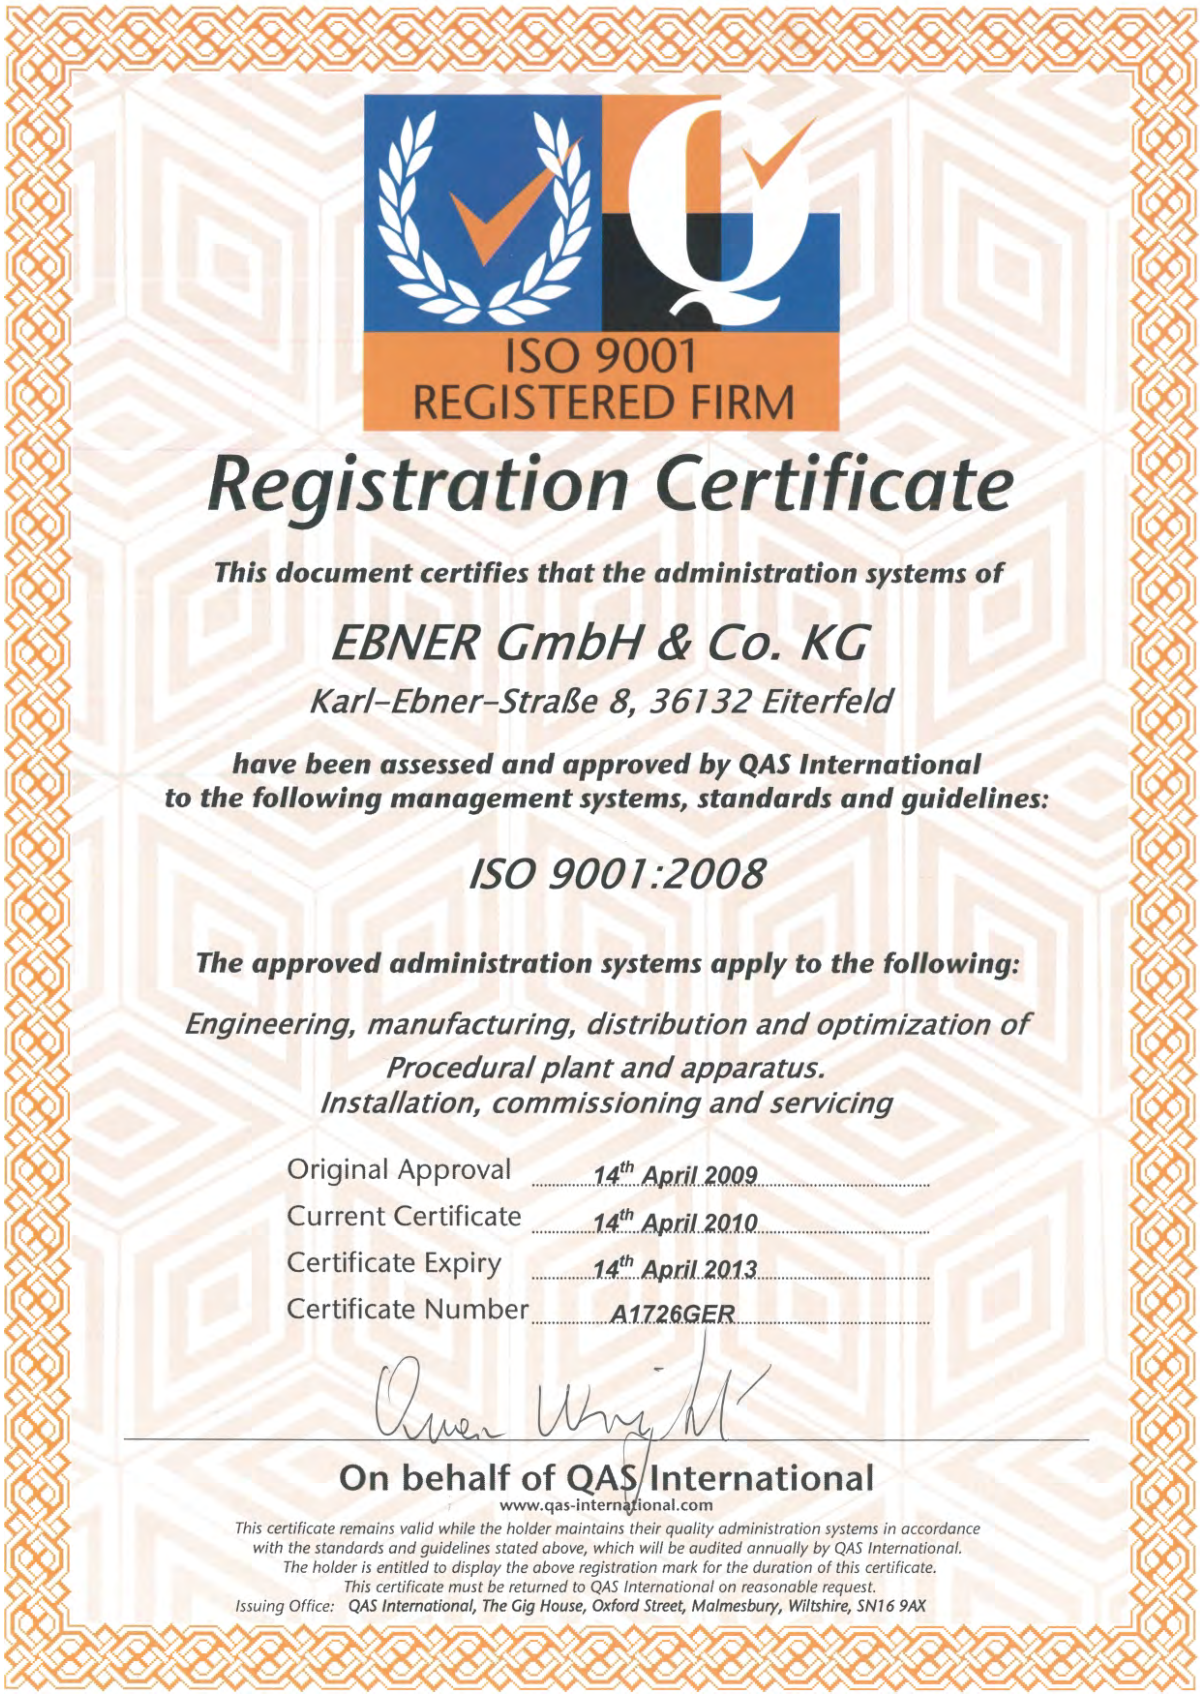 ISO 9001
REGISTERED FIRM
Registration Certificate
This document certifies that the administration systems of
EBNER GmbH & Co. KG
Karl-Ebner-Straße 8, 36132 Eiterfeld
have been assessed and approved by QAS International
to the following management systems, standards and guidelines:
ISO 9001:2008
The approved administration systems apply to the following:
Engineering, manufacturing, distribution and optimization of
Procedural plant and apparatus.
Installation, commissioning and servicing
Original Approval 14th April 2009
Current Certificate 14th April 2010
Certificate Expiry 14th April 2013
Certificate Number A1726GER
Owen Wright
On behalf of QAS International
www.qas-international.com
This certificate remains valid while the holder maintains their quality administration systems in accordance
with the standards and guidelines stated above, which will be audited annually by QAS International.
The holder is entitled to display the above registration mark for the duration of this certificate.
This certificate must be returned to QAS International on reasonable request.
Issuing Office: QAS International, The Gig House, Oxford Street, Malmesbury, Wiltshire, SN16 9AX